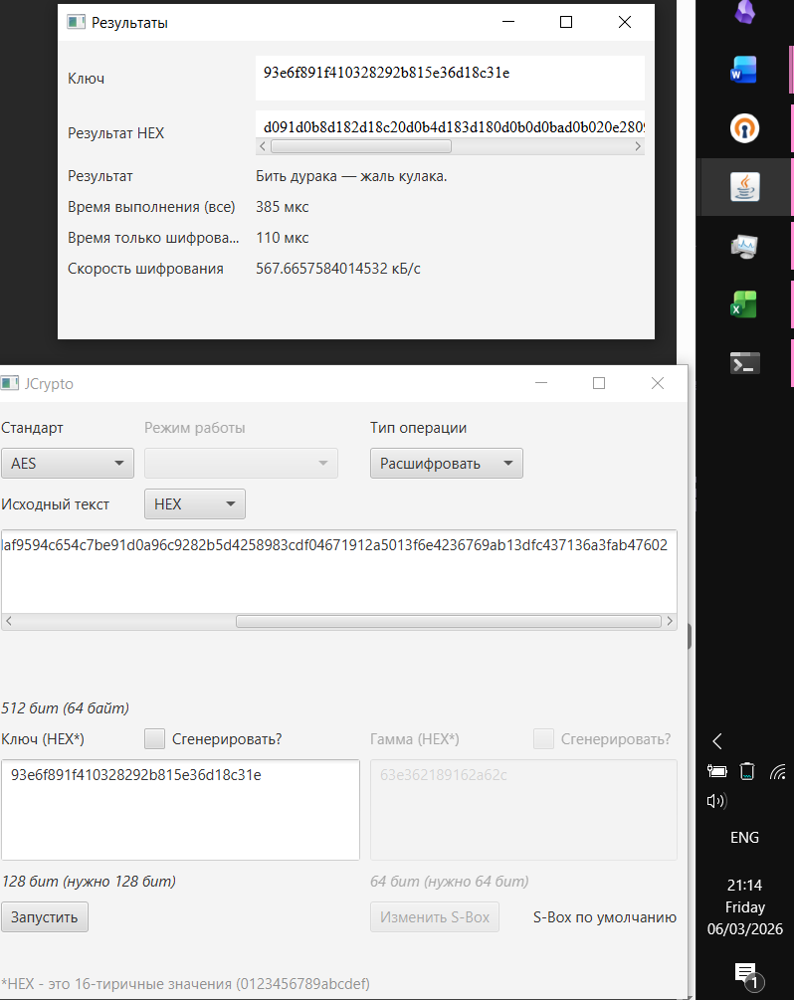 Результаты
Ключ
93e6f891f410328292b815e36d18c31e
Результат HEX
d091d0b8d182d18c20d0b4d183d180d0b0d0bad0b020e2809
Результат
Бить дурака — жаль кулака.
Время выполнения (все)
385 мкс
Время только шифрова...
110 мкс
Скорость шифрования
567.6657584014532 кБ/с
JCrypto
Стандарт
Режим работы
Тип операции
AES
Расшифровать
Исходный текст
HEX
af9594c654c7be91d0a96c9282b5d4258983cdf04671912a5013f6e4236769ab13dfc437136a3fab47602
512 бит (64 байт)
Ключ (HEX*)
Сгенерировать?
Гамма (HEX*)
Сгенерировать?
93e6f891f410328292b815e36d18c31e
63e362189162a62c
128 бит (нужно 128 бит)
64 бит (нужно 64 бит)
Запустить
Изменить S-Box
S-Box по умолчанию
*HEX - это 16-тиричные значения (0123456789abcdef)
W
X
ENG
21:14
Friday
06/03/2026
1